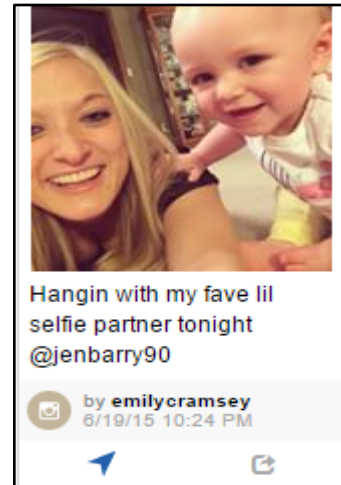 Hangin with my fave lil
selfie partner tonight
@jenbarry90
by emilycramsey
6/19/15 10:24 PM